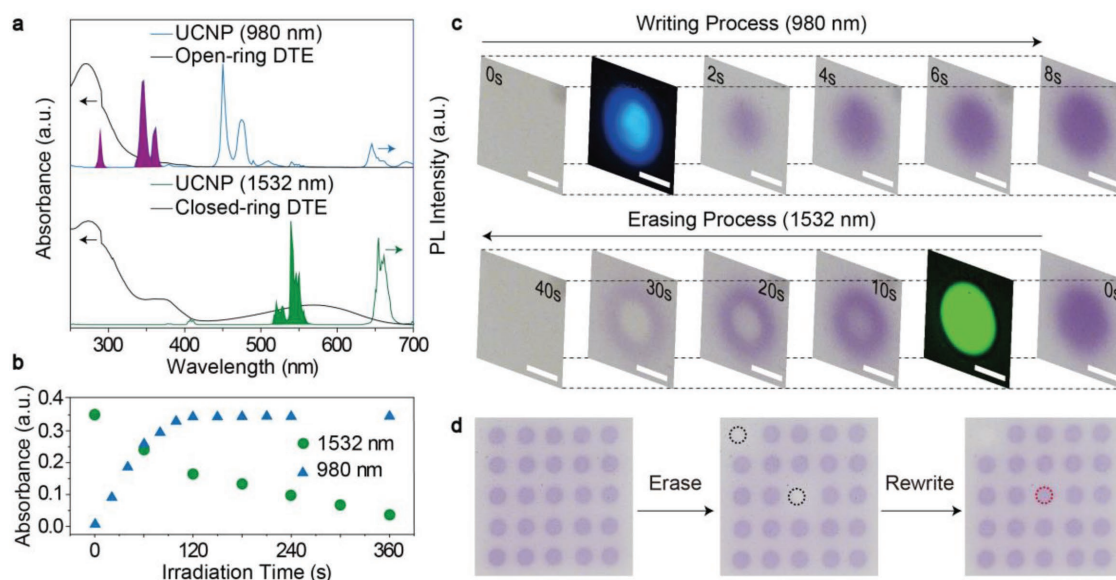 a
UCNP (980 nm)
Open-ring DTE
UCNP (1532 nm)
Closed-ring DTE
Absorbance (a.u.)
PL Intensity (a.u.)
300 400 500 600 700
Wavelength (nm)
b
0.4
0.3
0.2
0.1
0.0
1532 nm
980 nm
Absorbance (a.u.)
0 120 240 360
Irradiation Time (s)
c
Writing Process (980 nm)
0s 2s 4s 6s 8s
Erasing Process (1532 nm)
40s 30s 20s 10s 0s
d
Erase
Rewrite